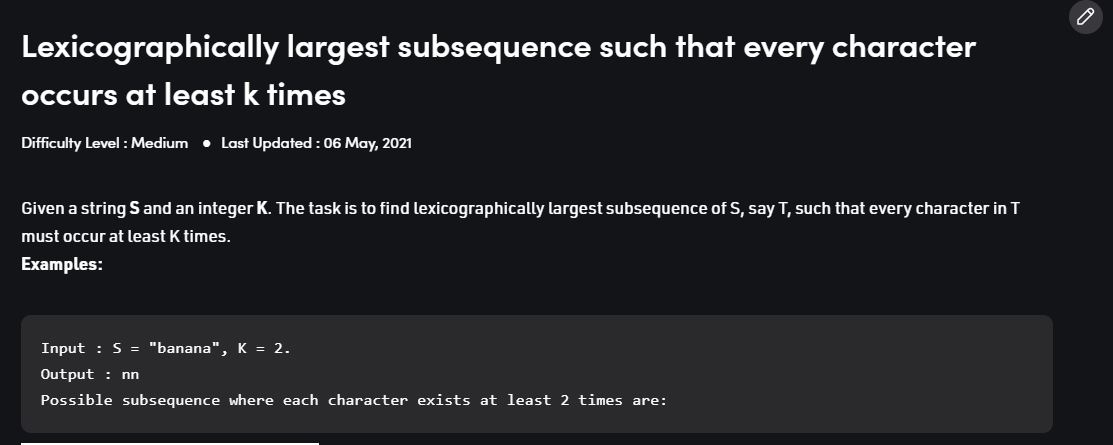 Lexicographically largest subsequence such that every character
occurs at least k times
Difficulty Level : Medium ● Last Updated : 06 May, 2021
Given a string S and an integer K. The task is to find lexicographically largest subsequence of S, say T, such that every character in T
must occur at least K times.
Examples:
Input : S = "banana", K = 2.
Output : nn
Possible subsequence where each character exists at least 2 times are: